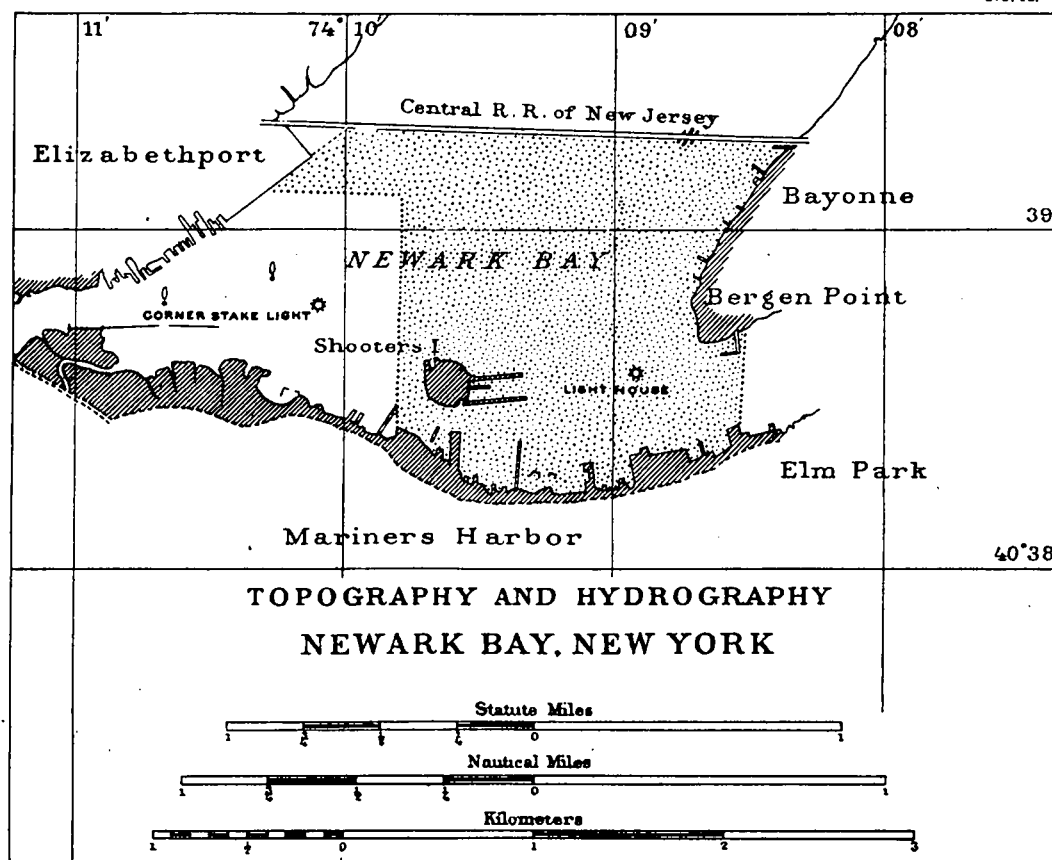 11′ 74° 10′ 09′ 08′
Central R. R. of New Jersey
Elizabethport
Bayonne
39
NEWARK BAY
Bergen Point
CORNER STAKE LIGHT
Shooters I.
LIGHT HOUSE
Elm Park
Mariners Harbor
40°38
TOPOGRAPHY AND HYDROGRAPHY
NEWARK BAY, NEW YORK
Statute Miles
1 0 1
Nautical Miles
1 0 1
Kilometers
1 0 1 2 3